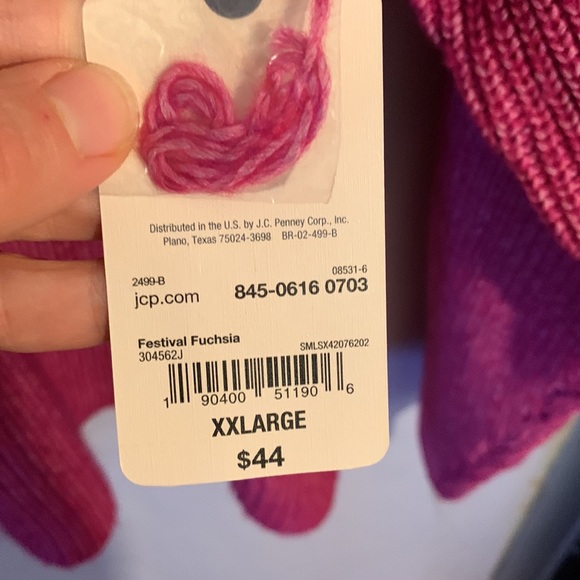 Distributed in the U.S. by J.C. Penney Corp., Inc.
Plano, Texas 75024-3698 BR-02-499-B
2499-B 08531-6
jcp.com 845-0616 0703
Festival Fuchsia
304562J SMLSX42076202
1 90400 51190 6
XXLARGE
$44